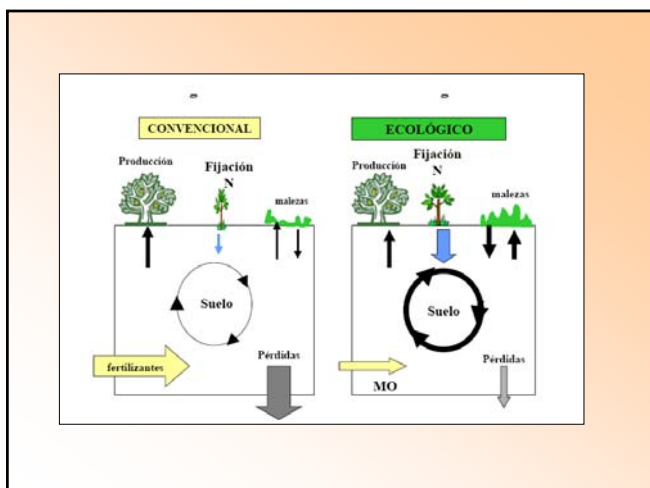 CONVENCIONAL
Producción
Fijación
N
malezas
Suelo
fertilizantes
Pérdidas
ECOLÓGICO
Producción
Fijación
N
malezas
Suelo
MO
Pérdidas